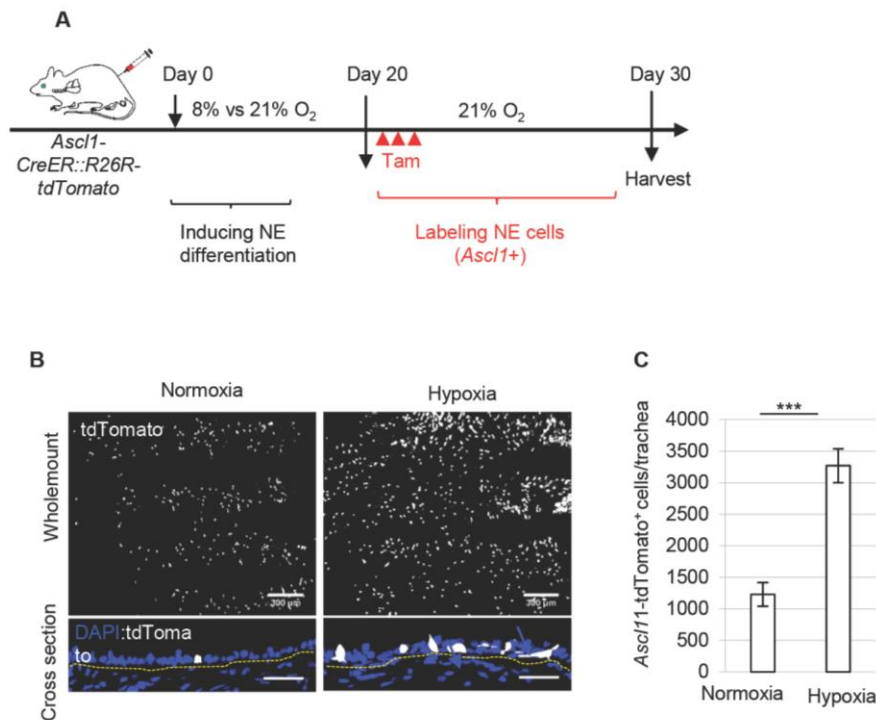 A
Day 0
Day 20
Day 30
8% vs 21% O₂
21% O₂
Ascl1-
CreER::R26R-
tdTomato
Tam
Harvest
Inducing NE
differentiation
Labeling NE cells
(Ascl1+)
B
Normoxia
Hypoxia
Wholemount
tdTomato
300 μm
300 μm
Cross section
DAPI:tdToma
to
C
***
Ascl11-tdTomato⁺ cells/trachea
4000
3500
3000
2500
2000
1500
1000
500
0
Normoxia
Hypoxia